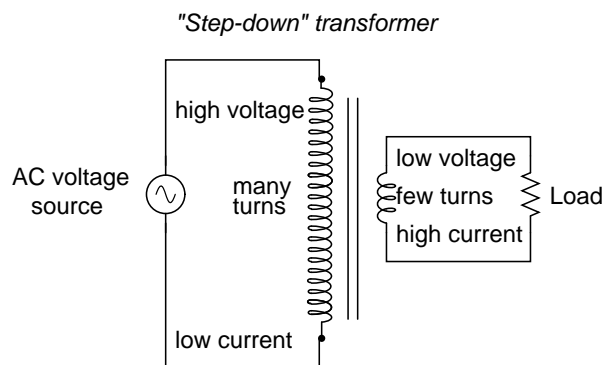 "Step-down" transformer
high voltage
low voltage
AC voltage
source
many
turns
few turns
Load
high current
low current